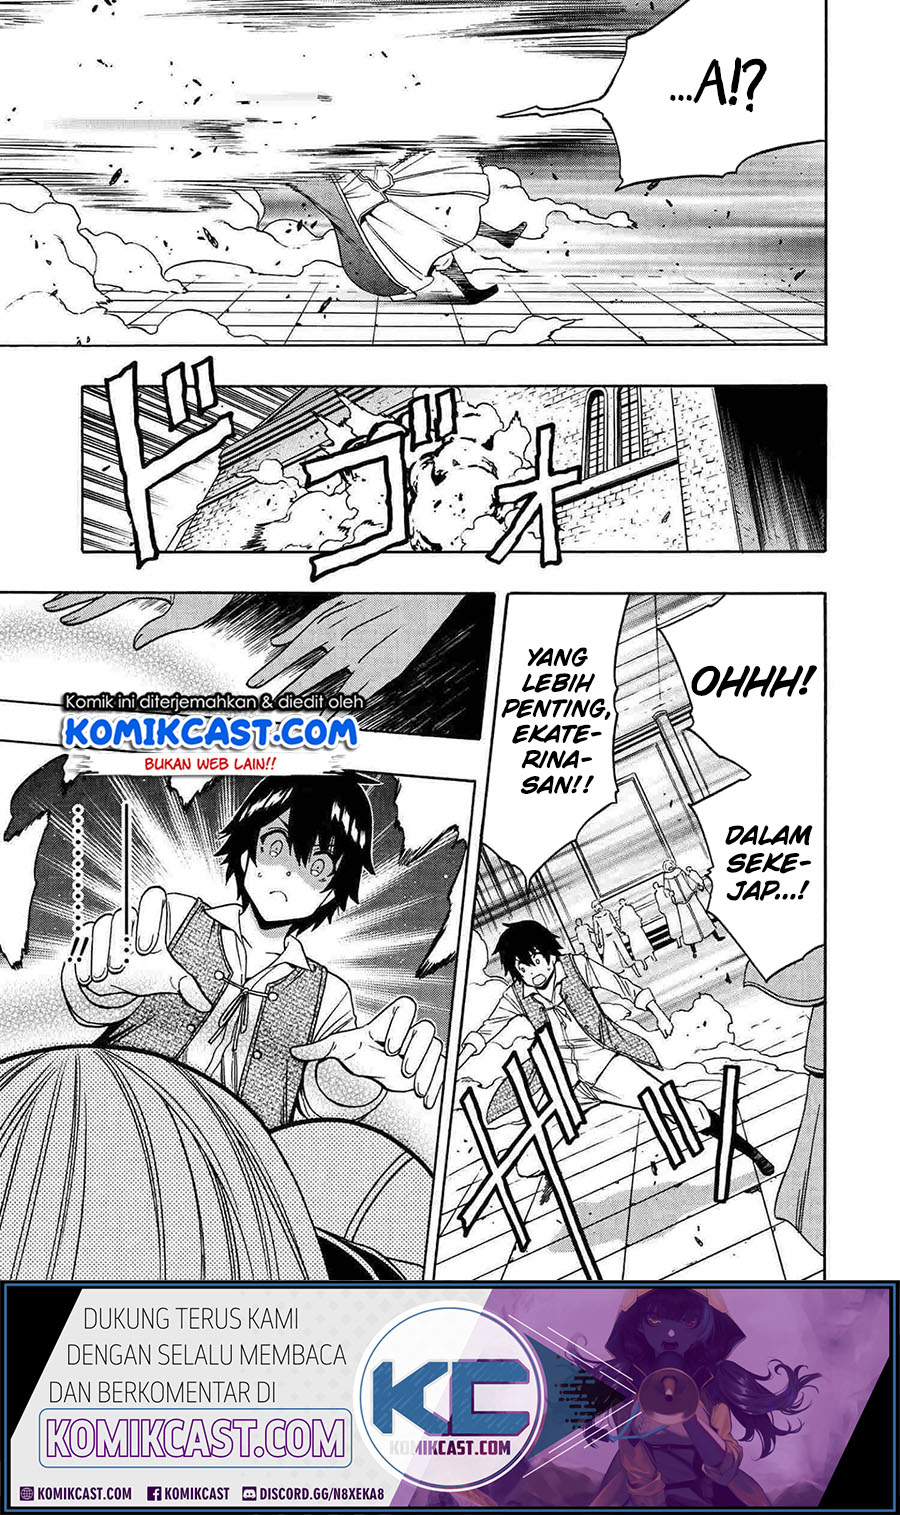 ...A!?
ドゴォ
OHHH!
DALAM
SEKE-
JAP...!
YANG
LEBIH
PENTING,
EKATE-
RINA-
SAN!!
Komik ini diterjemahkan & diedit oleh
KOMIKCAST.COM
BUKAN WEB LAIN!!
…………!!
DUKUNG TERUS KAMI
DENGAN SELALU MEMBACA
DAN BERKOMENTAR DI
KOMIKCAST.COM
KC
KOMIKCAST.COM
KOMIKCAST.COM
KOMIKCAST
DISCORD.GG/N8XEKA8